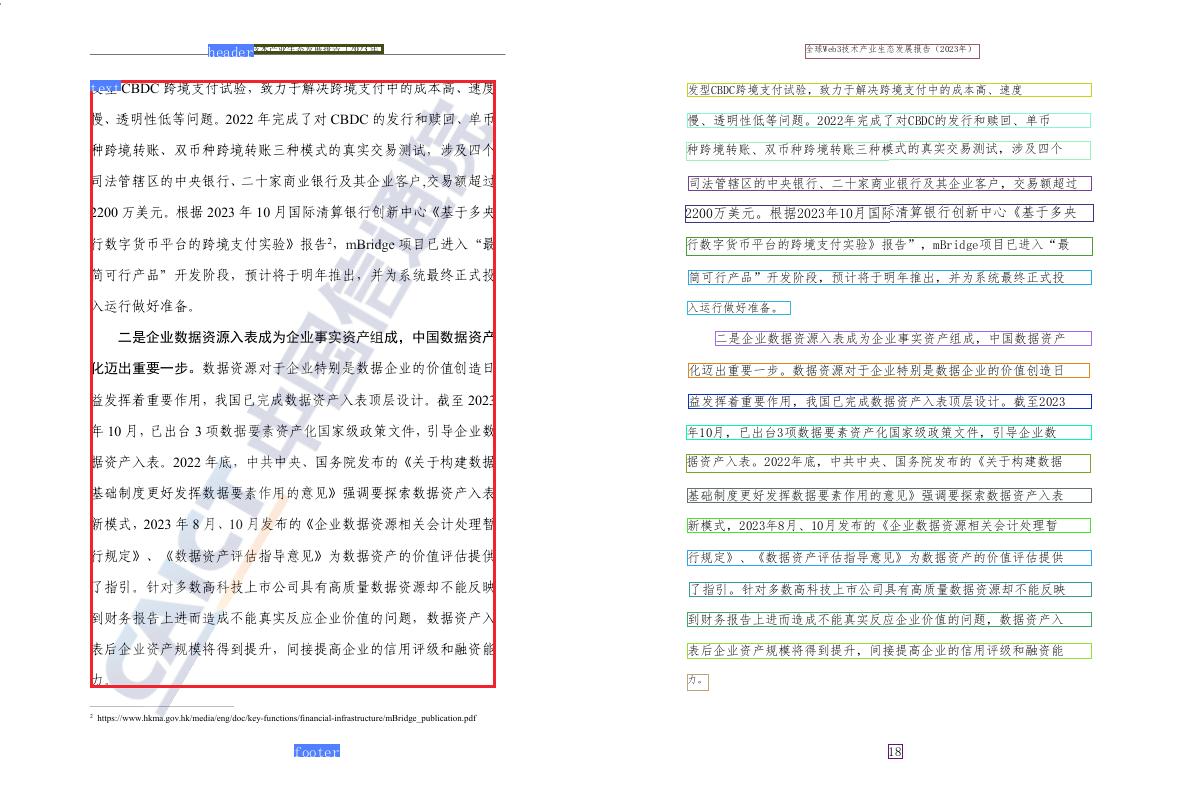 header
text
发型 CBDC 跨境支付试验，致力于解决跨境支付中的成本高、速度
慢、透明性低等问题。2022 年完成了对 CBDC 的发行和赎回、单币
种跨境转账、双币种跨境转账三种模式的真实交易测试，涉及四个
司法管辖区的中央银行、二十家商业银行及其企业客户,交易额超过
2200 万美元。根据 2023 年 10 月国际清算银行创新中心《基于多央
行数字货币平台的跨境支付实验》报告²，mBridge 项目已进入“最
简可行产品”开发阶段，预计将于明年推出，并为系统最终正式投
入运行做好准备。
二是企业数据资源入表成为企业事实资产组成，中国数据资产
化迈出重要一步。数据资源对于企业特别是数据企业的价值创造日
益发挥着重要作用，我国已完成数据资产入表顶层设计。截至 2023
年 10 月，已出台 3 项数据要素资产化国家级政策文件，引导企业数
据资产入表。2022 年底，中共中央、国务院发布的《关于构建数据
基础制度更好发挥数据要素作用的意见》强调要探索数据资产入表
新模式，2023 年 8 月、10 月发布的《企业数据资源相关会计处理暂
行规定》、《数据资产评估指导意见》为数据资产的价值评估提供
了指引。针对多数高科技上市公司具有高质量数据资源却不能反映
到财务报告上进而造成不能真实反应企业价值的问题，数据资产入
表后企业资产规模将得到提升，间接提高企业的信用评级和融资能
力。
² https://www.hkma.gov.hk/media/eng/doc/key-functions/financial-infrastructure/mBridge_publication.pdf
footer
CAICT 中国信通院
全球Web3技术产业生态发展报告（2023年）
发型CBDC跨境支付试验，致力于解决跨境支付中的成本高、速度
慢、透明性低等问题。2022年完成了对CBDC的发行和赎回、单币
种跨境转账、双币种跨境转账三种模式的真实交易测试，涉及四个
司法管辖区的中央银行、二十家商业银行及其企业客户，交易额超过
2200万美元。根据2023年10月国际清算银行创新中心《基于多央
行数字货币平台的跨境支付实验》报告”，mBridge项目已进入“最
简可行产品”开发阶段，预计将于明年推出，并为系统最终正式投
入运行做好准备。
二是企业数据资源入表成为企业事实资产组成，中国数据资产
化迈出重要一步。数据资源对于企业特别是数据企业的价值创造日
益发挥着重要作用，我国已完成数据资产入表顶层设计。截至2023
年10月，已出台3项数据要素资产化国家级政策文件，引导企业数
据资产入表。2022年底，中共中央、国务院发布的《关于构建数据
基础制度更好发挥数据要素作用的意见》强调要探索数据资产入表
新模式，2023年8月、10月发布的《企业数据资源相关会计处理暂
行规定》、《数据资产评估指导意见》为数据资产的价值评估提供
了指引。针对多数高科技上市公司具有高质量数据资源却不能反映
到财务报告上进而造成不能真实反应企业价值的问题，数据资产入
表后企业资产规模将得到提升，间接提高企业的信用评级和融资能
力。
18